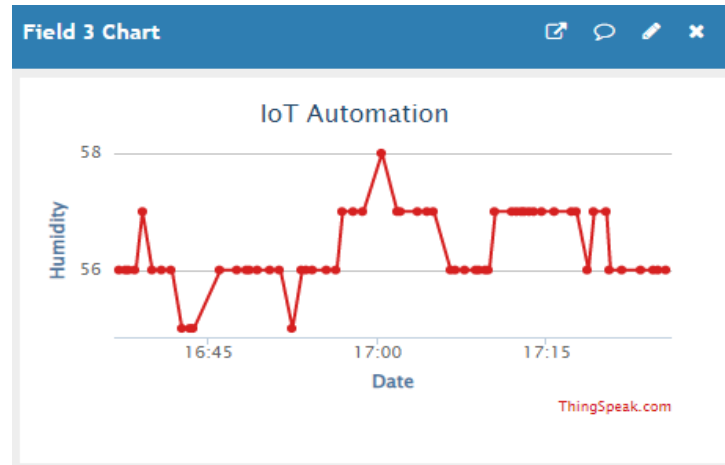 Field 3 Chart
IoT Automation
58
56
Humidity
16:45 17:00 17:15
Date
ThingSpeak.com